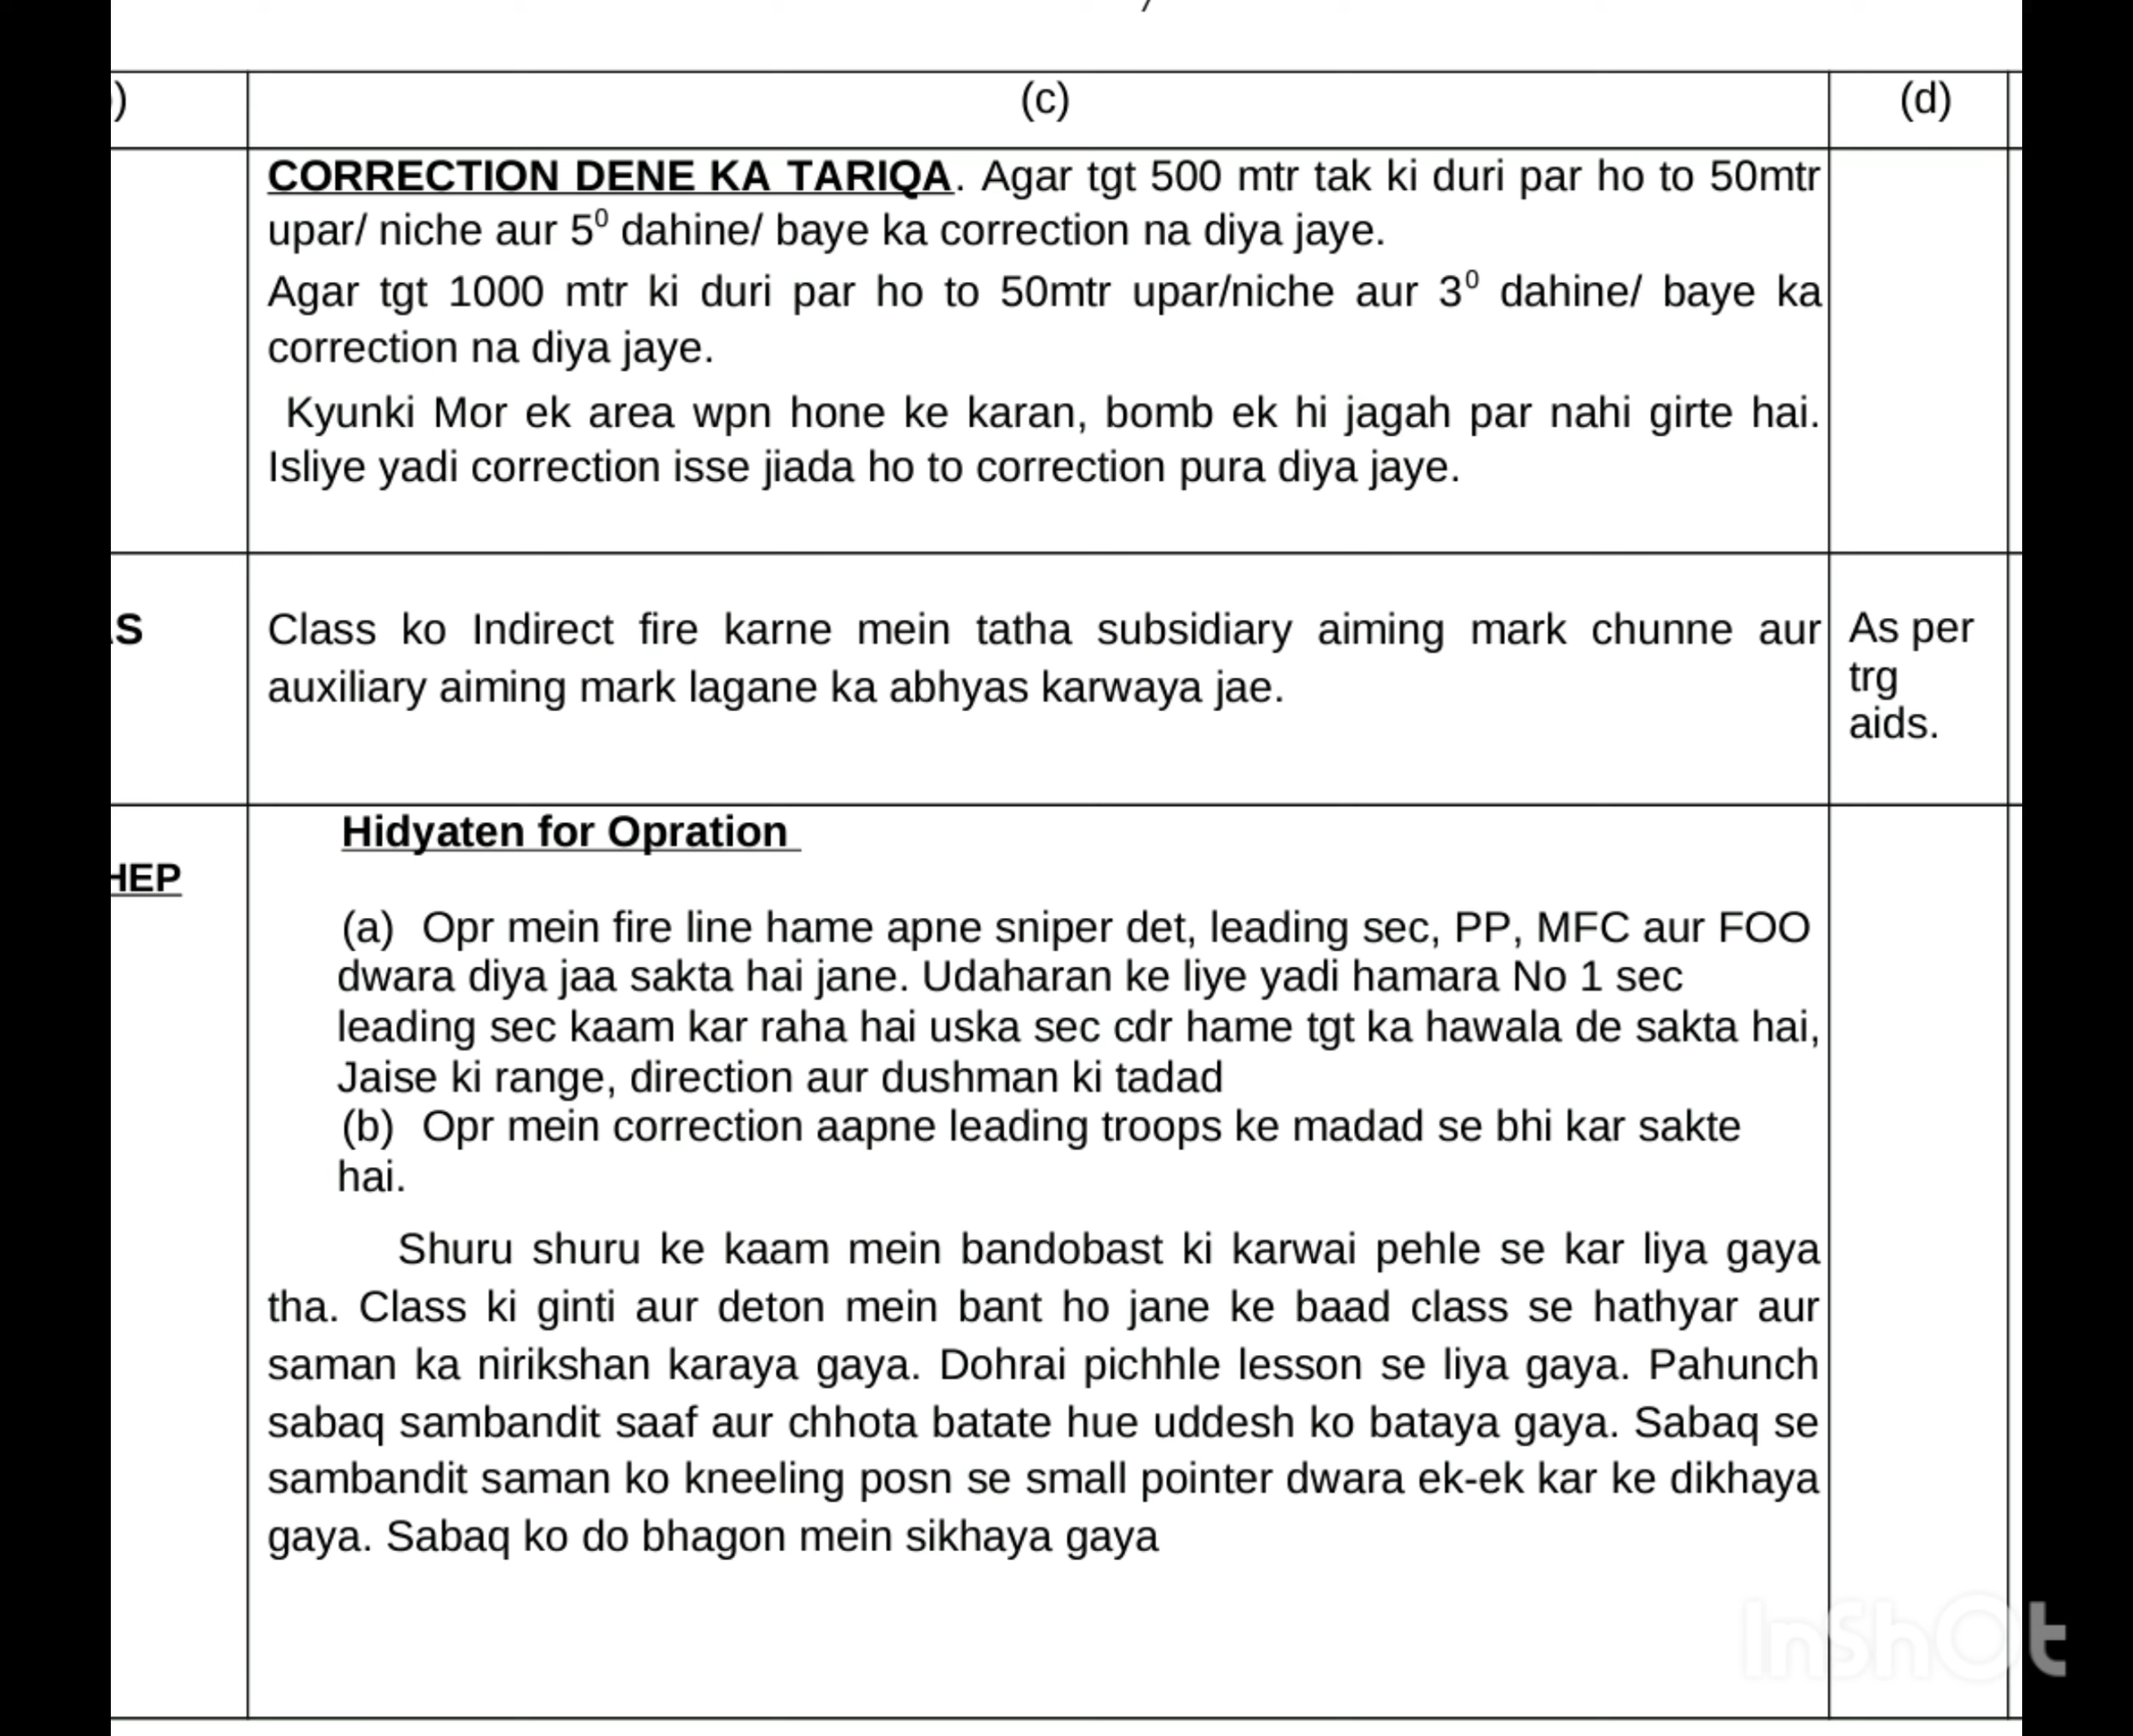 )
(c)
(d)
CORRECTION DENE KA TARIQA. Agar tgt 500 mtr tak ki duri par ho to 50mtr
upar/ niche aur 5⁰ dahine/ baye ka correction na diya jaye.
Agar tgt 1000 mtr ki duri par ho to 50mtr upar/niche aur 3⁰ dahine/ baye ka
correction na diya jaye.
Kyunki Mor ek area wpn hone ke karan, bomb ek hi jagah par nahi girte hai.
Isliye yadi correction isse jiada ho to correction pura diya jaye.
S
Class ko Indirect fire karne mein tatha subsidiary aiming mark chunne aur
auxiliary aiming mark lagane ka abhyas karwaya jae.
As per
trg
aids.
HEP
Hidyaten for Opration
(a) Opr mein fire line hame apne sniper det, leading sec, PP, MFC aur FOO
dwara diya jaa sakta hai jane. Udaharan ke liye yadi hamara No 1 sec
leading sec kaam kar raha hai uska sec cdr hame tgt ka hawala de sakta hai,
Jaise ki range, direction aur dushman ki tadad
(b) Opr mein correction aapne leading troops ke madad se bhi kar sakte
hai.
Shuru shuru ke kaam mein bandobast ki karwai pehle se kar liya gaya
tha. Class ki ginti aur deton mein bant ho jane ke baad class se hathyar aur
saman ka nirikshan karaya gaya. Dohrai pichhle lesson se liya gaya. Pahunch
sabaq sambandit saaf aur chhota batate hue uddesh ko bataya gaya. Sabaq se
sambandit saman ko kneeling posn se small pointer dwara ek-ek kar ke dikhaya
gaya. Sabaq ko do bhagon mein sikhaya gaya
InShOt